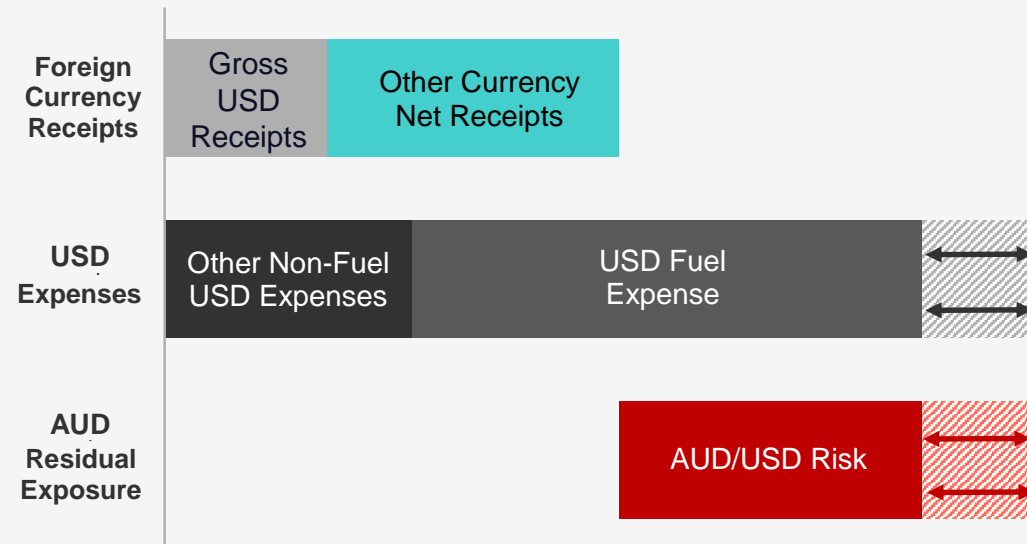 Foreign
Currency
Receipts
Gross
USD
Receipts
Other Currency
Net Receipts
USD
Expenses
Other Non-Fuel
USD Expenses
USD Fuel
Expense
AUD
Residual
Exposure
AUD/USD Risk